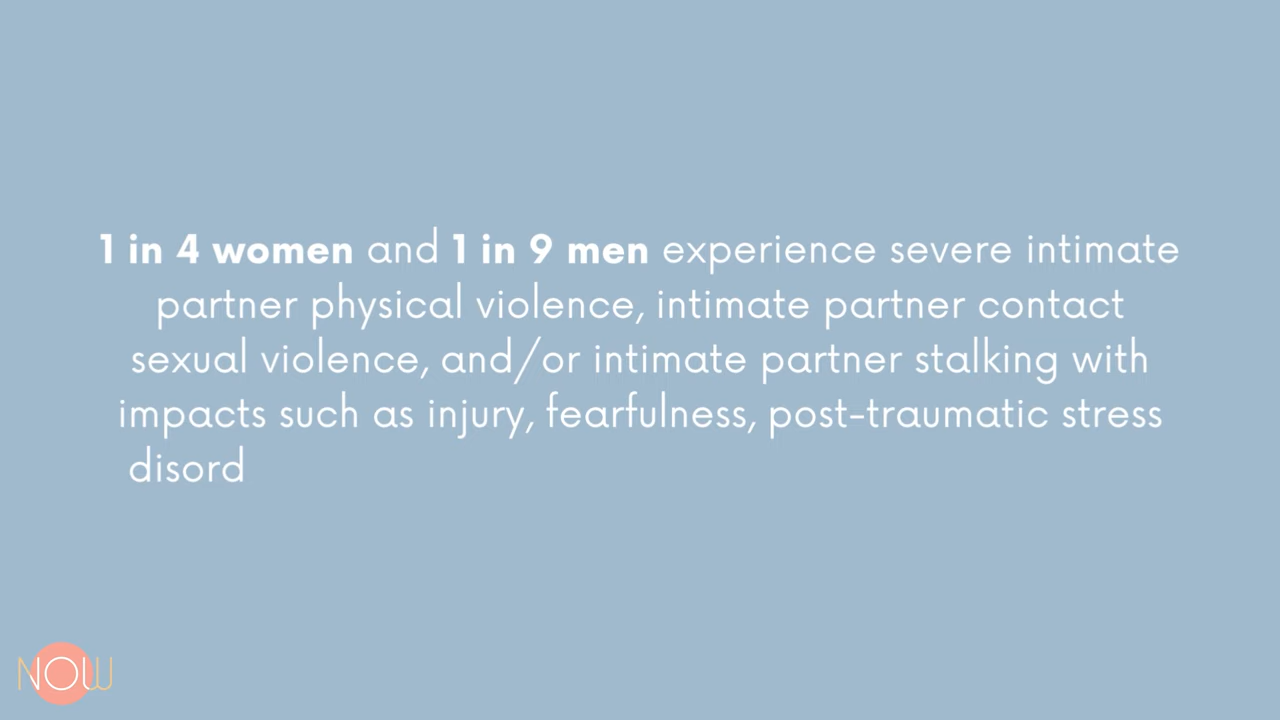 1 in 4 women and 1 in 9 men experience severe intimate
partner physical violence, intimate partner contact
sexual violence, and/or intimate partner stalking with
impacts such as injury, fearfulness, post-traumatic stress
disord
NOW